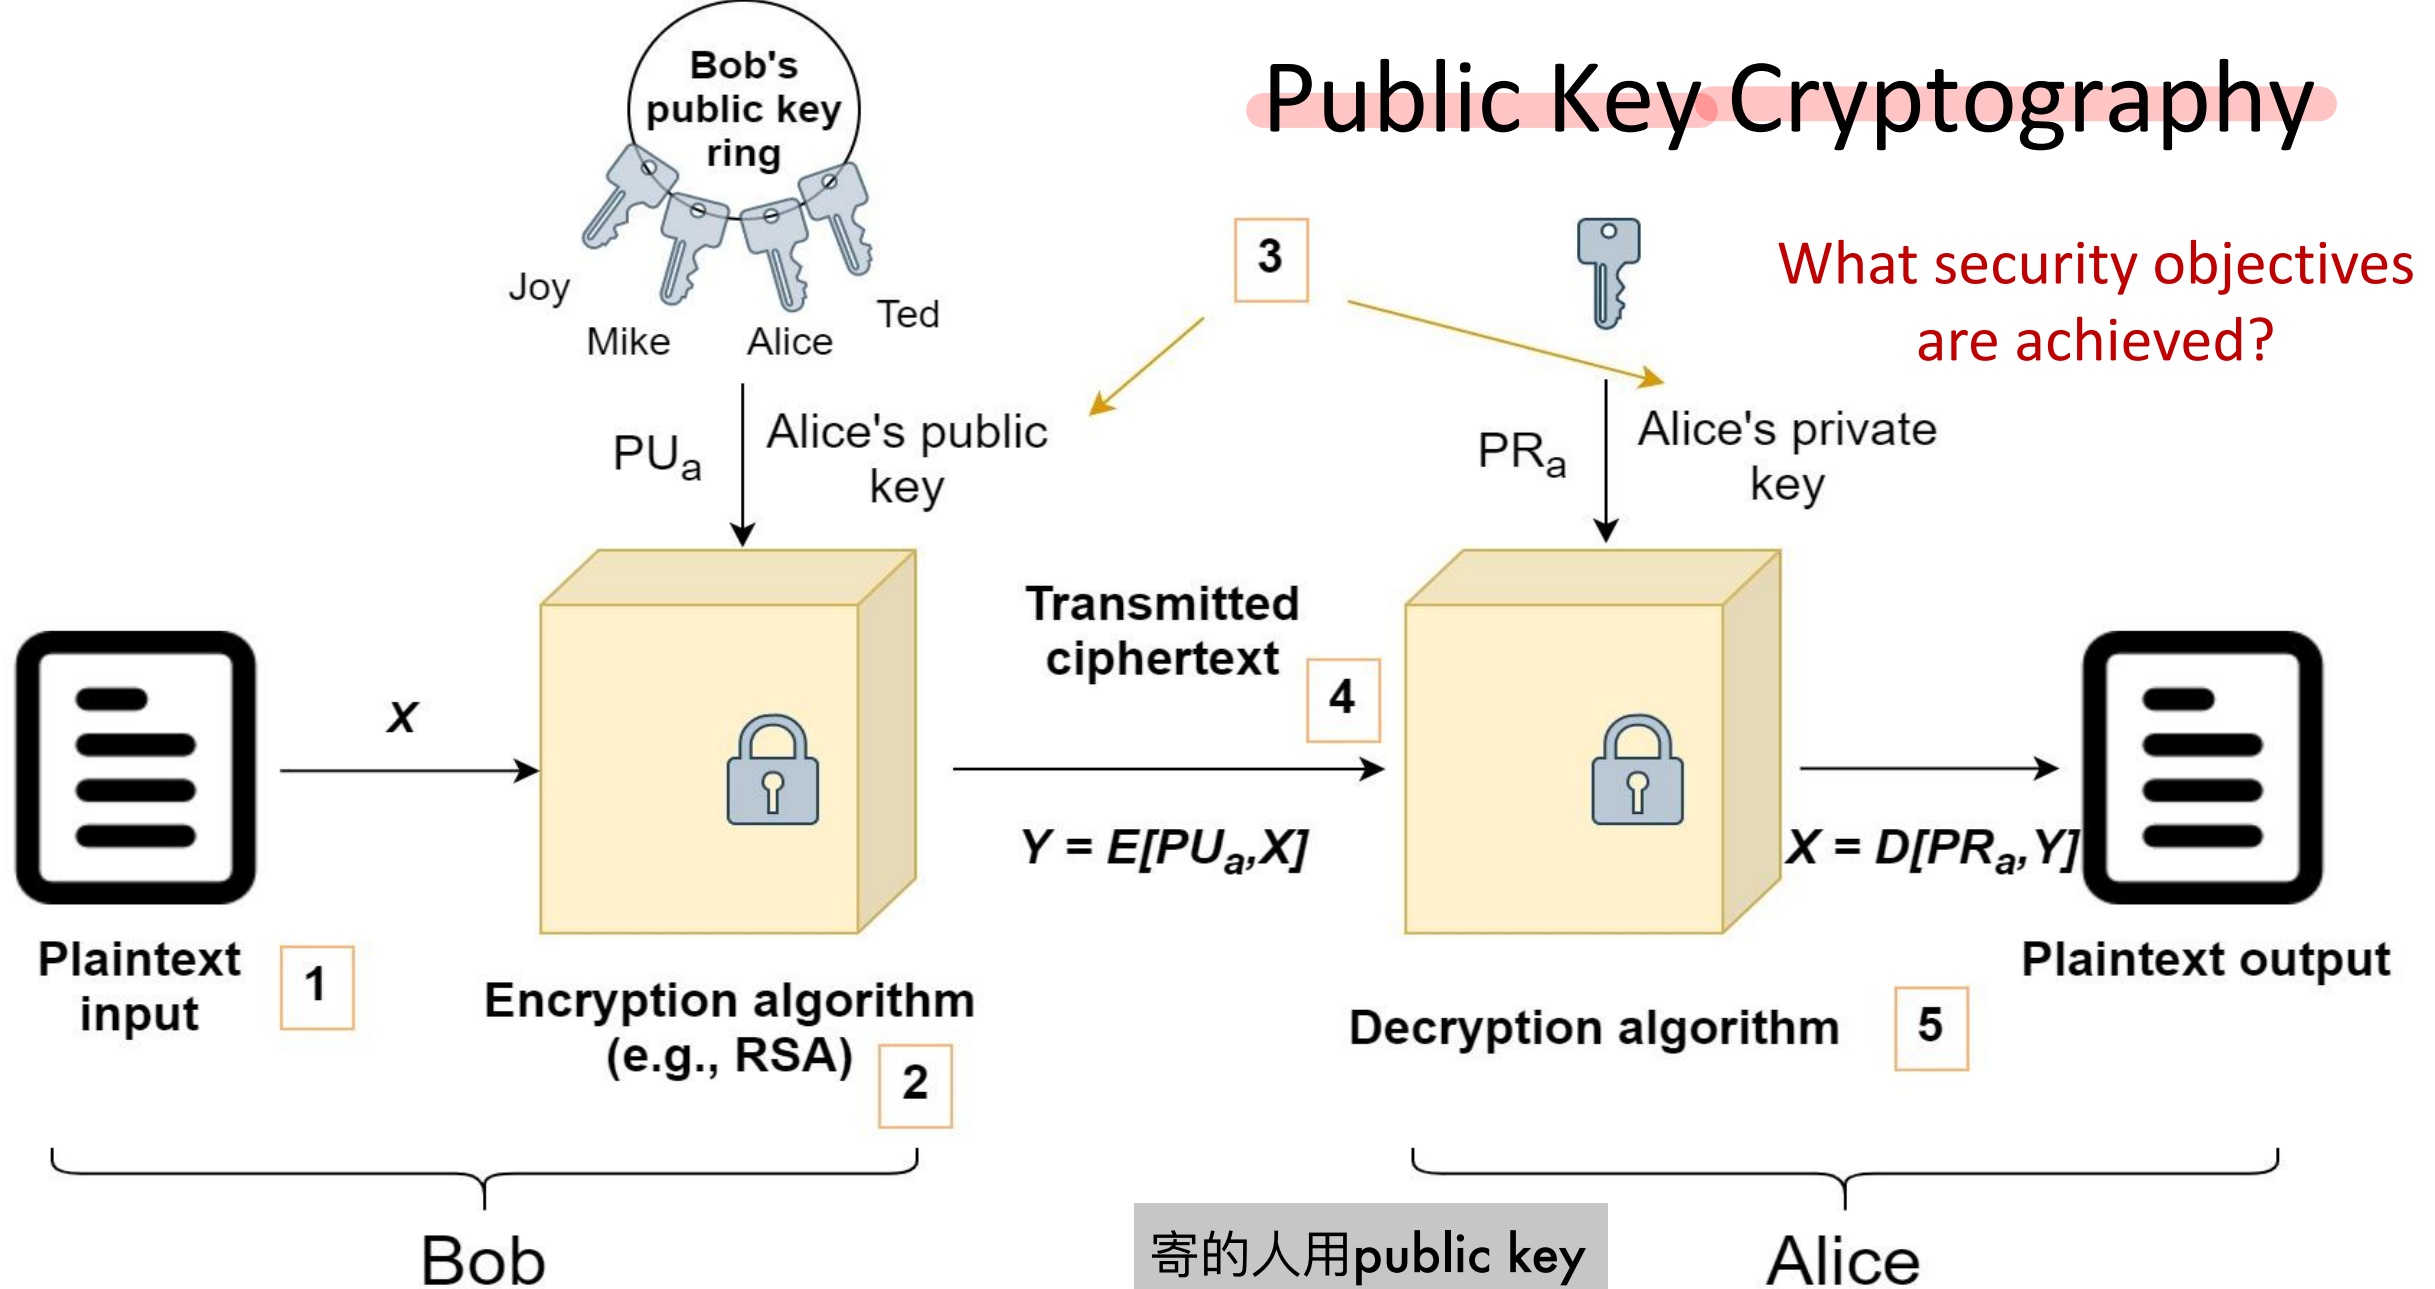 Public Key Cryptography
Bob's
public key
ring
Joy
Mike
Alice
Ted
3
What security objectives
are achieved?
PUa
Alice's public
key
PRa
Alice's private
key
X
Transmitted
ciphertext
4
Y = E[PUa,X]
X = D[PRa,Y]
Plaintext
input
1
Encryption algorithm
(e.g., RSA)
2
Decryption algorithm
5
Plaintext output
Bob
寄的人用public key
Alice